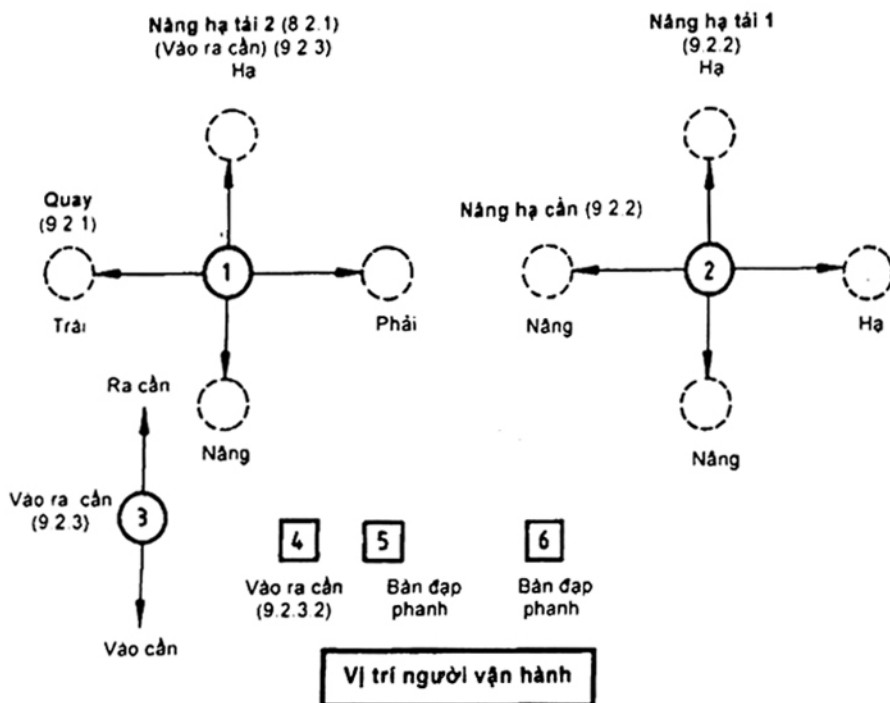 Nâng hạ tải 2 (8 2.1)
(Vào ra cần) (9 2 3)
Hạ
Quay
(9 2 1)
1
Trái
Phải
Nâng
Nâng hạ tải 1
(9.2.2)
Hạ
Nâng hạ cần (9 2.2)
2
Nâng
Hạ
Nâng
Ra cần
Vào ra cần
(9 2.3)
3
Vào cần
4
Vào ra cần
(9.2.3.2)
5
Bàn đạp
phanh
6
Bàn đạp
phanh
Vị trí người vận hành